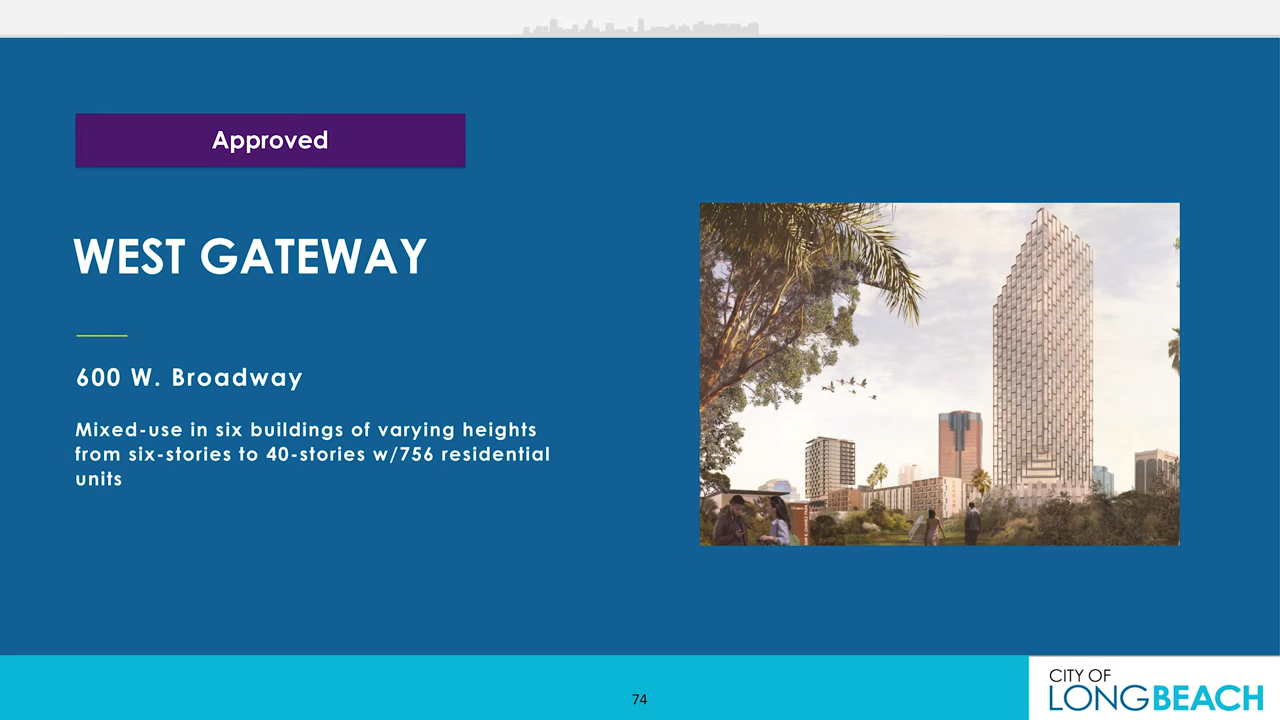 Approved
WEST GATEWAY
600 W. Broadway
Mixed-use in six buildings of varying heights
from six-stories to 40-stories w/756 residential
units
74
CITY OF
LONGBEACH